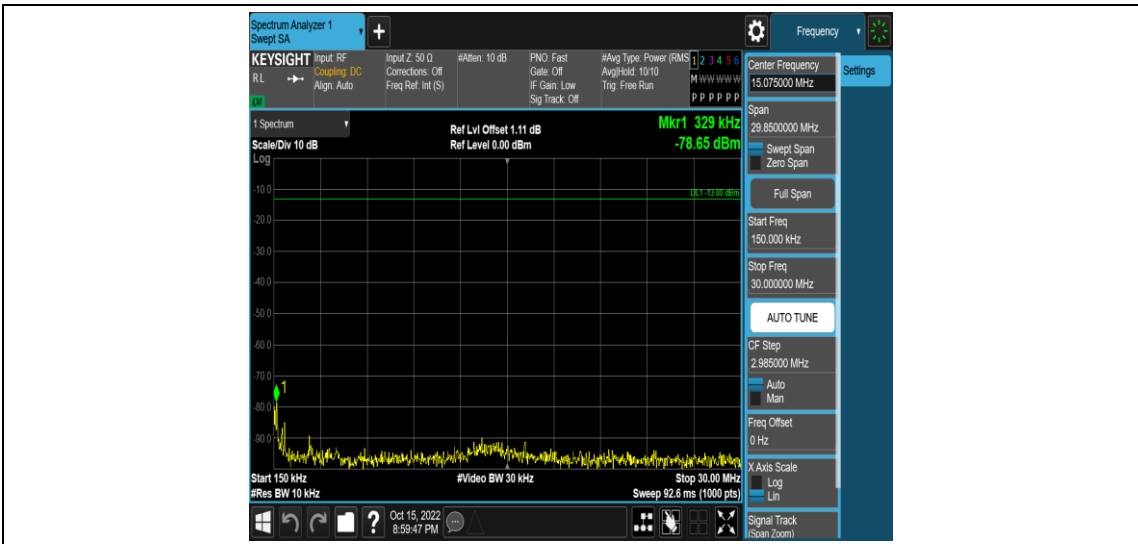 Spectrum Analyzer 1
Swept SA
+
Frequency
KEYSIGHT
RL
LXI
Input: RF
Coupling: DC
Align: Auto
Input Z: 50 Ω
Corrections: Off
Freq Ref: Int (S)
#Atten: 10 dB
PNO: Fast
Gate: Off
IF Gain: Low
Sig Track: Off
#Avg Type: Power (RMS
Avg|Hold: 10/10
Trig: Free Run
1 2 3 4 5 6
M W W W W W
P P P P P P
1 Spectrum
Scale/Div 10 dB
Log
Ref Lvl Offset 1.11 dB
Ref Level 0.00 dBm
Mkr1 329 kHz
-78.65 dBm
DL1 -13.00 dBm
-10.0
-20.0
-30.0
-40.0
-50.0
-60.0
-70.0
1
-80.0
-90.0
Start 150 kHz
#Video BW 30 kHz
Stop 30.00 MHz
#Res BW 10 kHz
Sweep 92.6 ms (1000 pts)
?
Oct 15, 2022
8:59:47 PM
Center Frequency
15.075000 MHz
Settings
Span
29.8500000 MHz
Swept Span
Zero Span
Full Span
Start Freq
150.000 kHz
Stop Freq
30.000000 MHz
AUTO TUNE
CF Step
2.985000 MHz
Auto
Man
Freq Offset
0 Hz
X Axis Scale
Log
Lin
Signal Track
(Span Zoom)